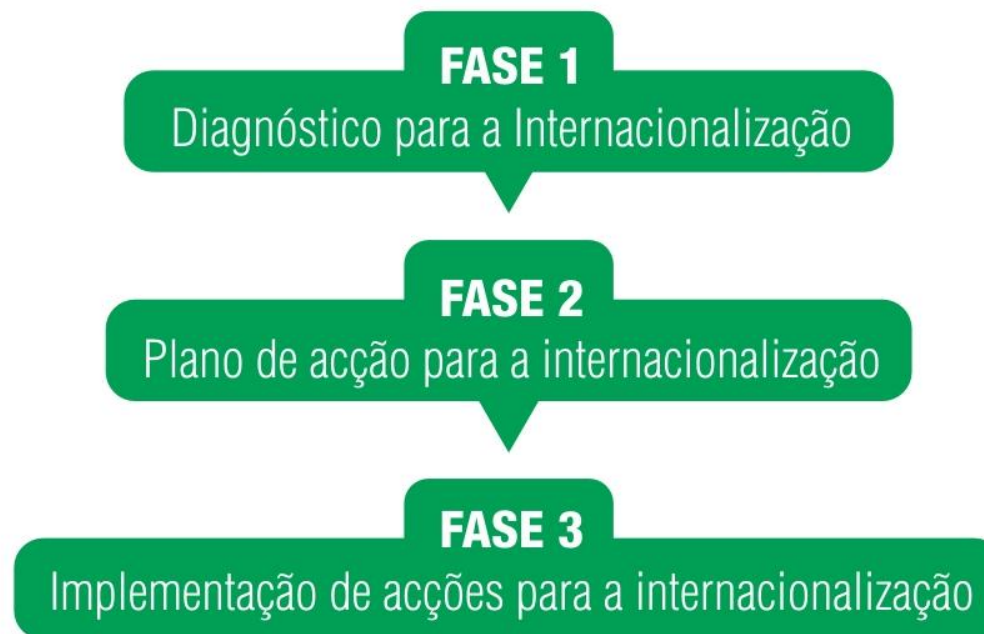 FASE 1
Diagnóstico para a Internacionalização
FASE 2
Plano de acção para a internacionalização
FASE 3
Implementação de acções para a internacionalização